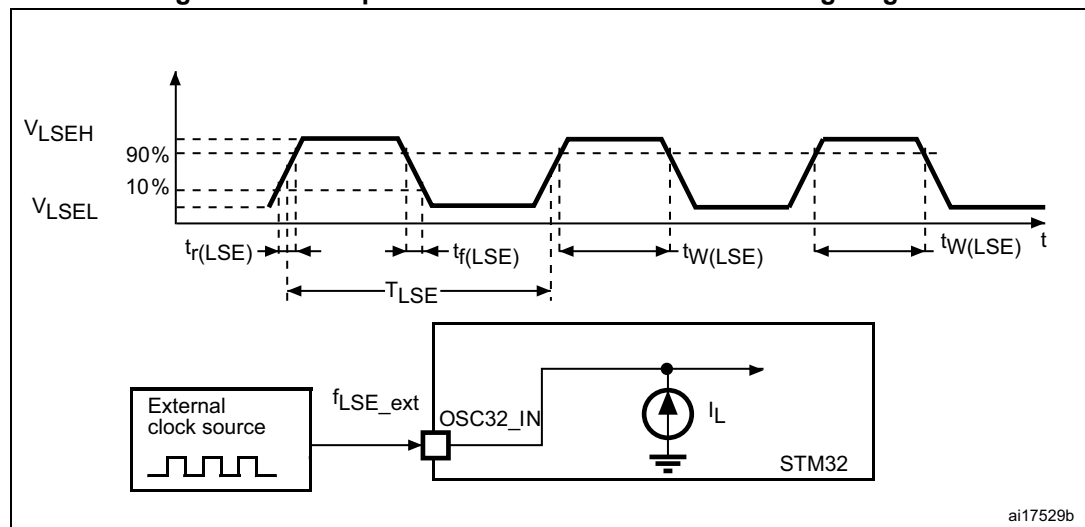 VLSEH
90%
10%
VLSEL
tr(LSE)
tf(LSE)
tW(LSE)
tW(LSE)
t
TLSE
External
clock source
fLSE_ext
OSC32_IN
IL
STM32
ai17529b